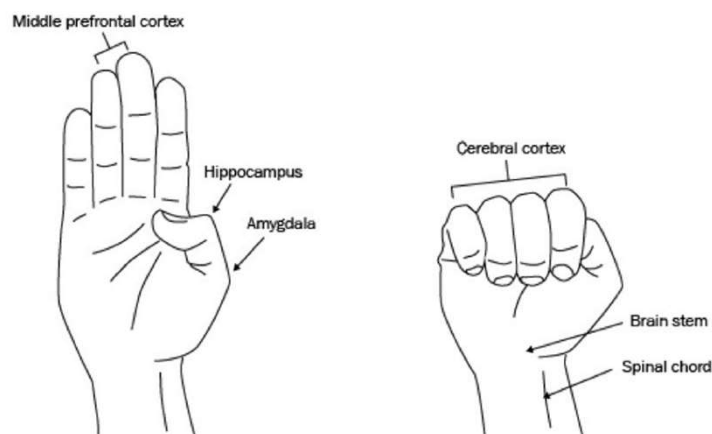 Middle prefrontal cortex
Hippocampus
Amygdala
Cerebral cortex
Brain stem
Spinal chord